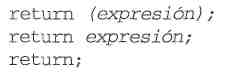 return (expresión);
return expresión;
return;